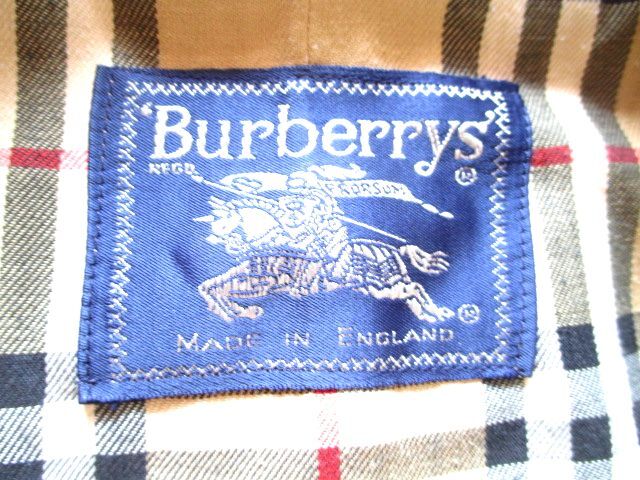 'Burberrys'
REGD. ®
PRORSUM
®
MADE IN ENGLAND